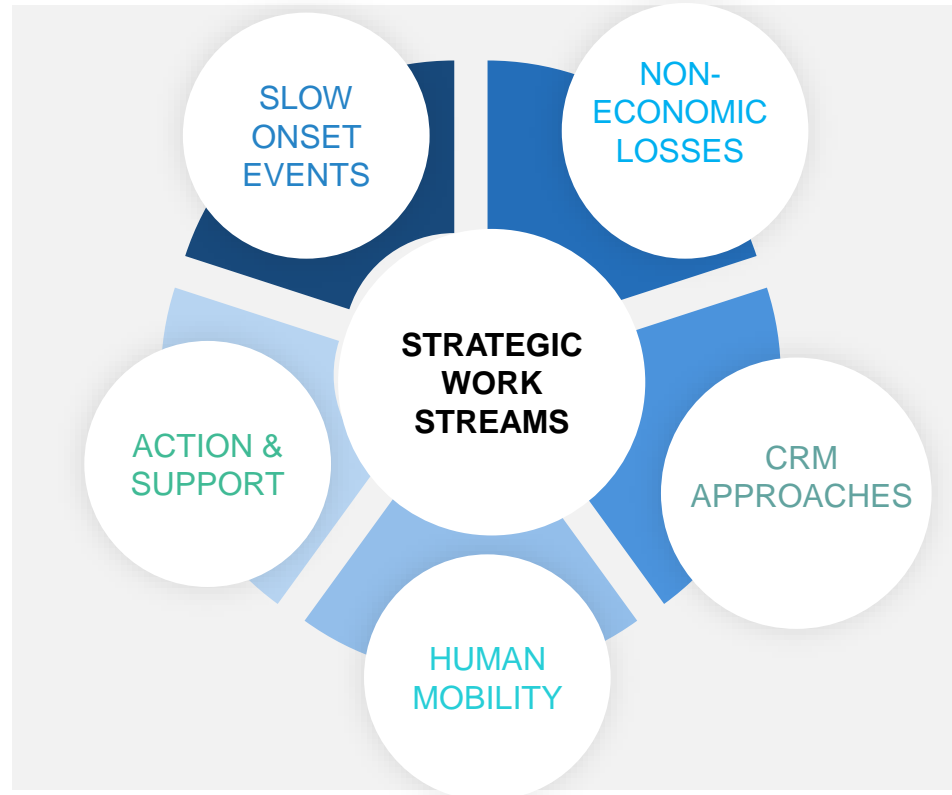 SLOW
ONSET
EVENTS
NON-
ECONOMIC
LOSSES
STRATEGIC
WORK
STREAMS
ACTION &
SUPPORT
CRM
APPROACHES
HUMAN
MOBILITY